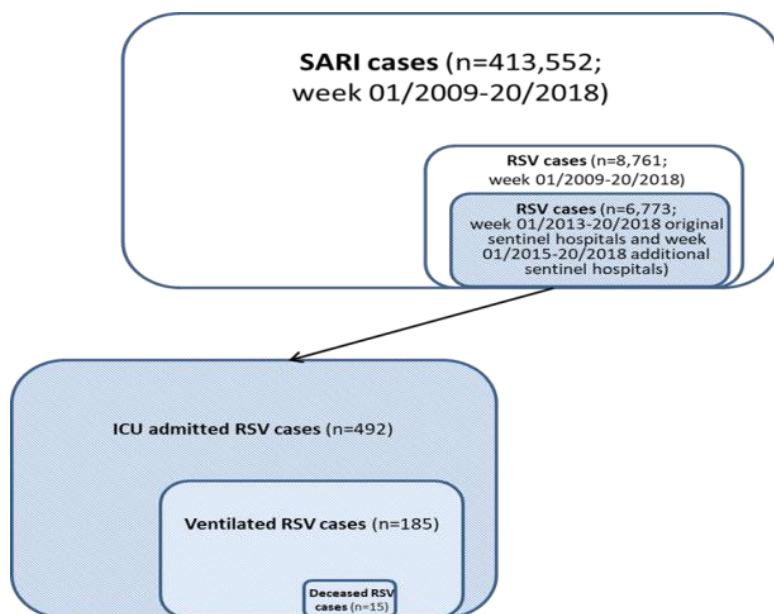 SARI cases (n=413,552;
week 01/2009-20/2018)
RSV cases (n=8,761;
week 01/2009-20/2018)
RSV cases (n=6,773;
week 01/2013-20/2018 original
sentinel hospitals and week
01/2015-20/2018 additional
sentinel hospitals)
ICU admitted RSV cases (n=492)
Ventilated RSV cases (n=185)
Deceased RSV
cases (n=15)